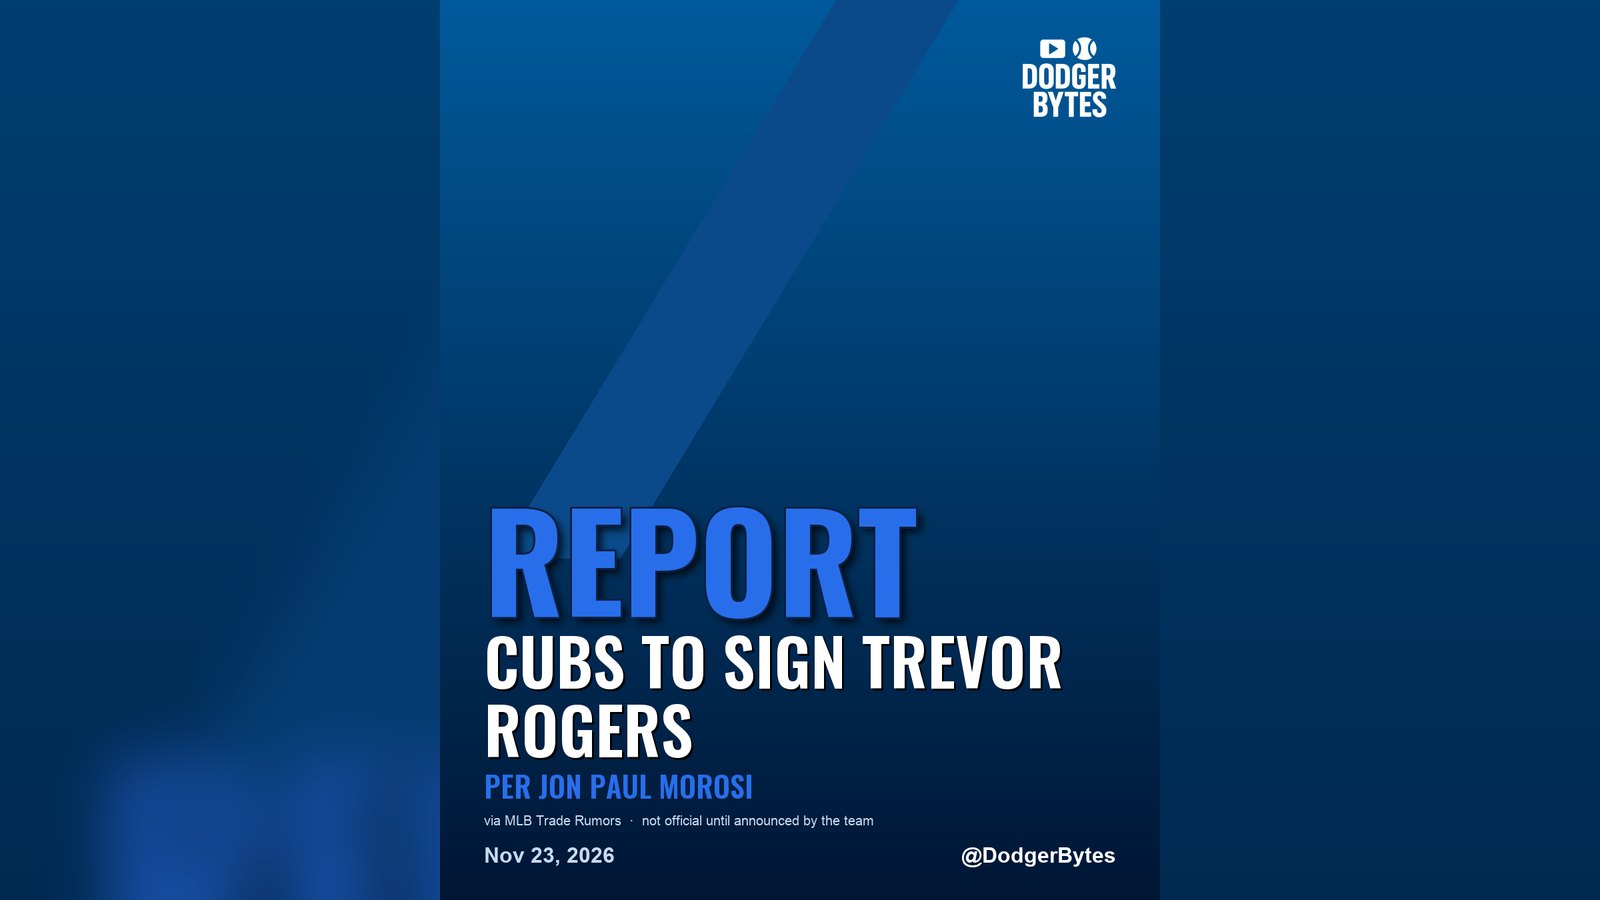 DODGER
BYTES
REPORT
CUBS TO SIGN TREVOR
ROGERS
PER JON PAUL MOROSI
via MLB Trade Rumors · not official until announced by the team
Nov 23, 2026
@DodgerBytes